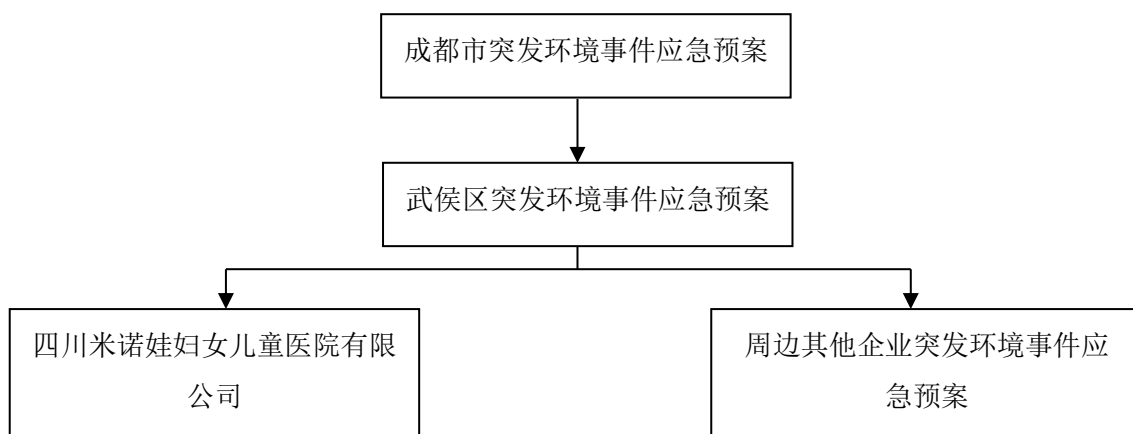 成都市突发环境事件应急预案
武侯区突发环境事件应急预案
四川米诺娃妇女儿童医院有限
公司
周边其他企业突发环境事件应
急预案